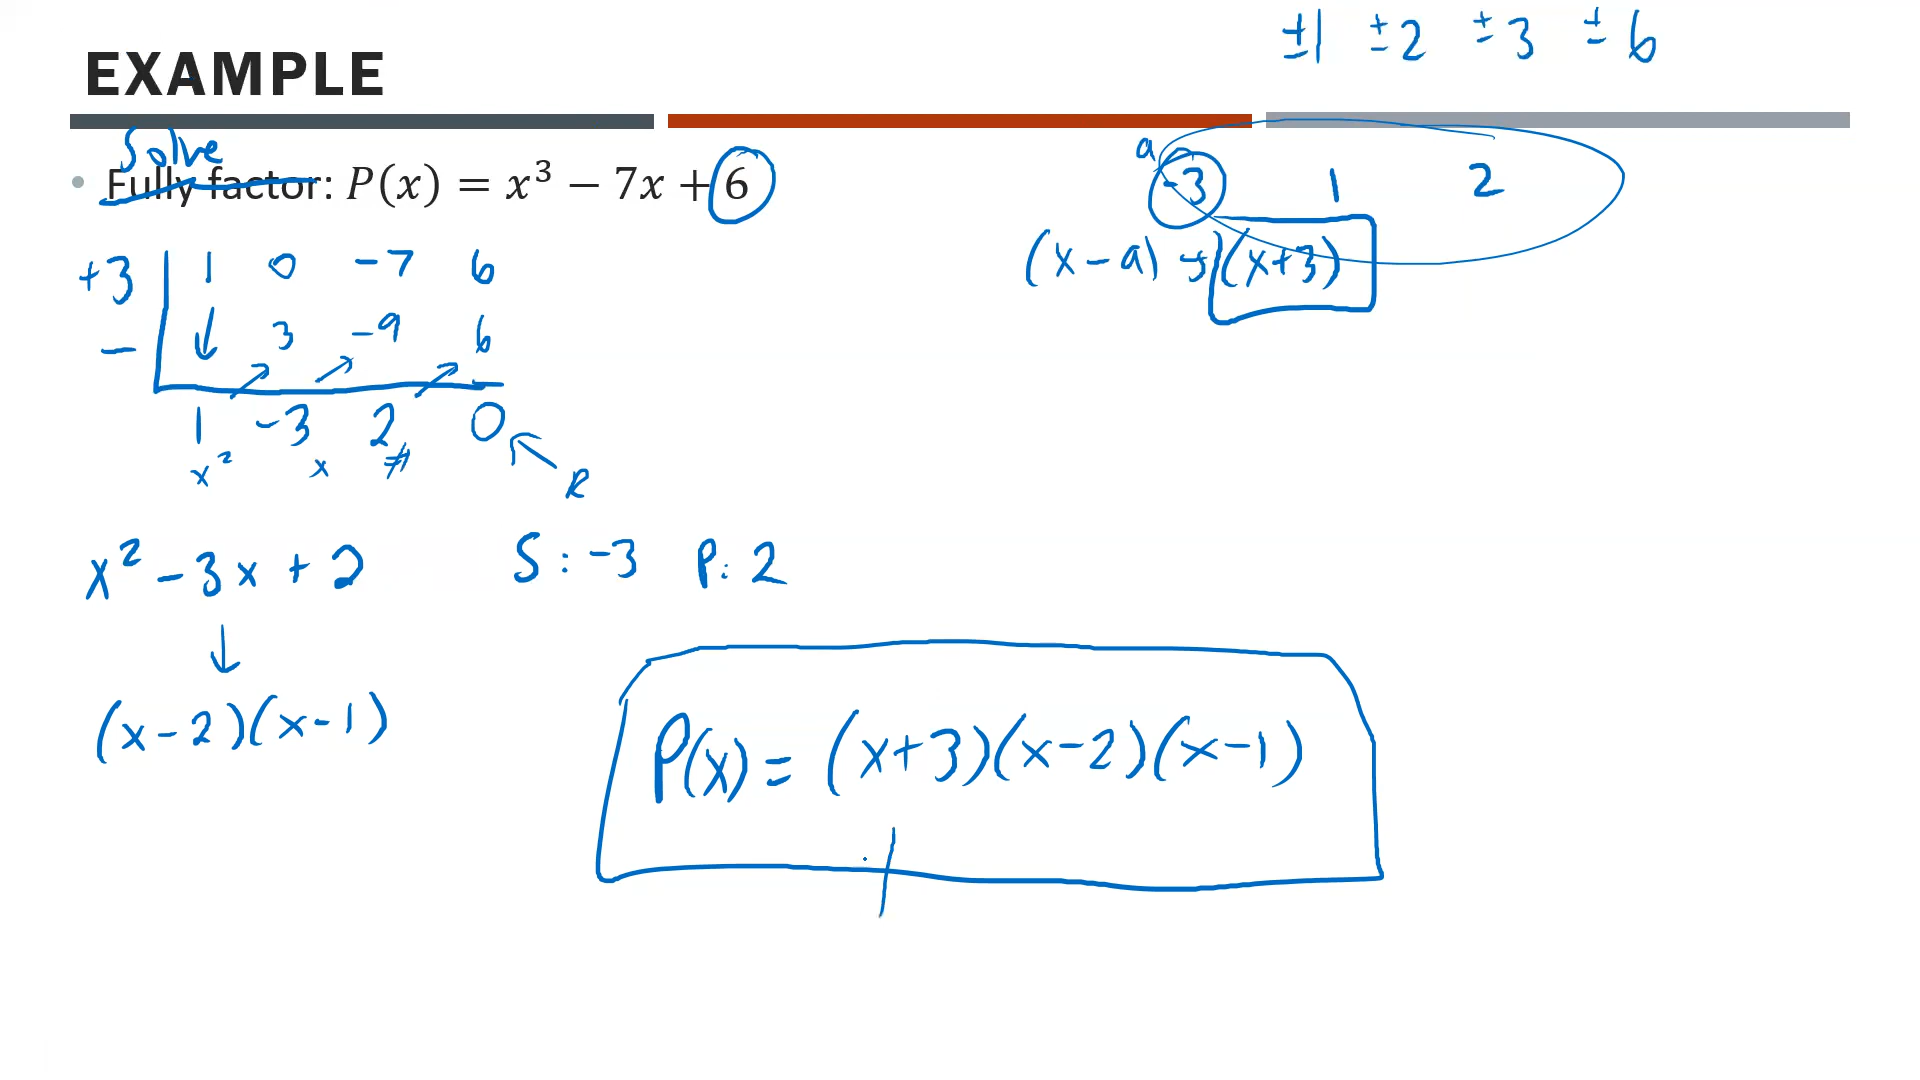 ±1 ±2 ±3 ±6
EXAMPLE
Solve
• Fully factor: P(x) = x³ − 7x + 6
a
-3 1 2
(x-a) → (x+3)
+3 1 0 -7 6
− ↓ 3 -9 6
1 -3 2 0
x² x #
R
x² - 3x + 2 S: -3 P: 2
↓
(x-2)(x-1)
P(x) = (x+3)(x-2)(x-1)